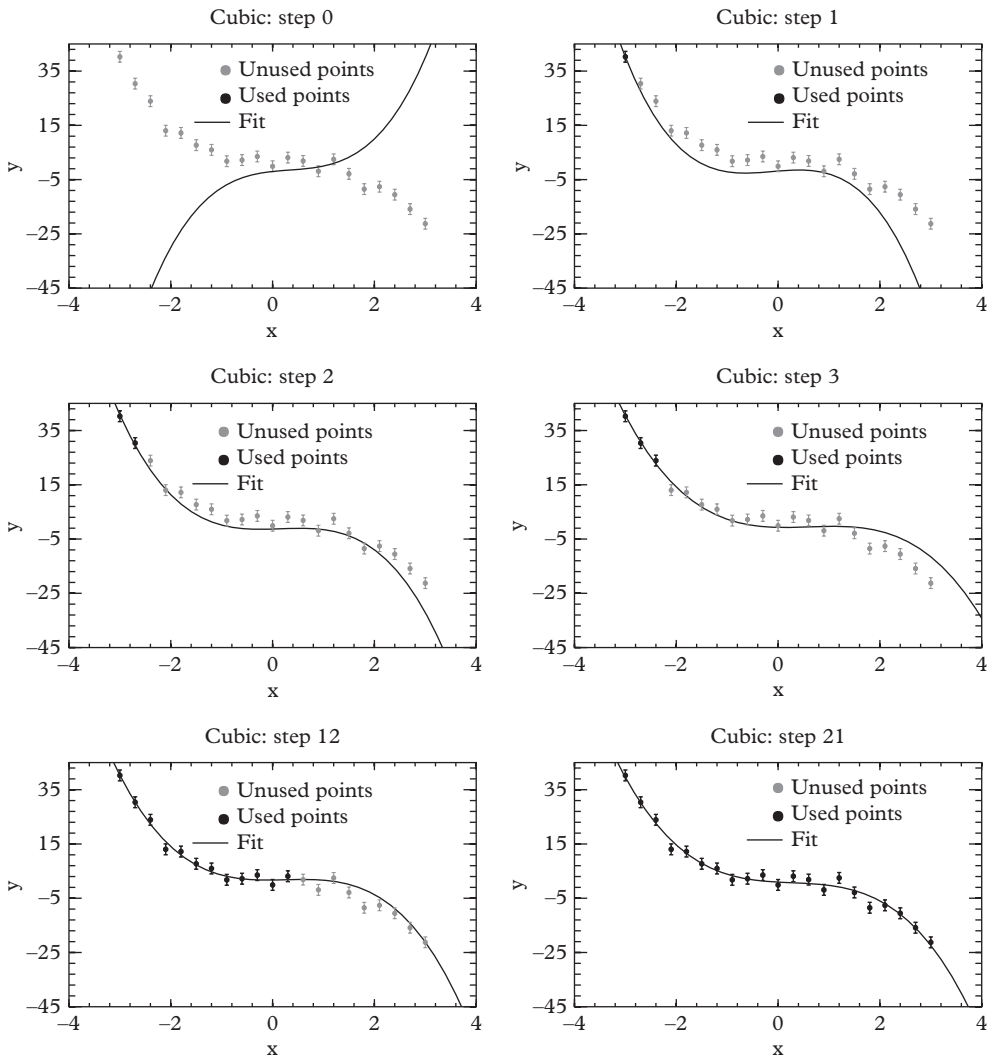 Cubic: step 0
Unused points
Used points
Fit
y
35
15
–5
–25
–45
–4
–2
0
2
4
x
Cubic: step 1
Unused points
Used points
Fit
y
35
15
–5
–25
–45
–4
–2
0
2
4
x
Cubic: step 2
Unused points
Used points
Fit
y
35
15
–5
–25
–45
–4
–2
0
2
4
x
Cubic: step 3
Unused points
Used points
Fit
y
35
15
–5
–25
–45
–4
–2
0
2
4
x
Cubic: step 12
Unused points
Used points
Fit
y
35
15
–5
–25
–45
–4
–2
0
2
4
x
Cubic: step 21
Unused points
Used points
Fit
y
35
15
–5
–25
–45
–4
–2
0
2
4
x